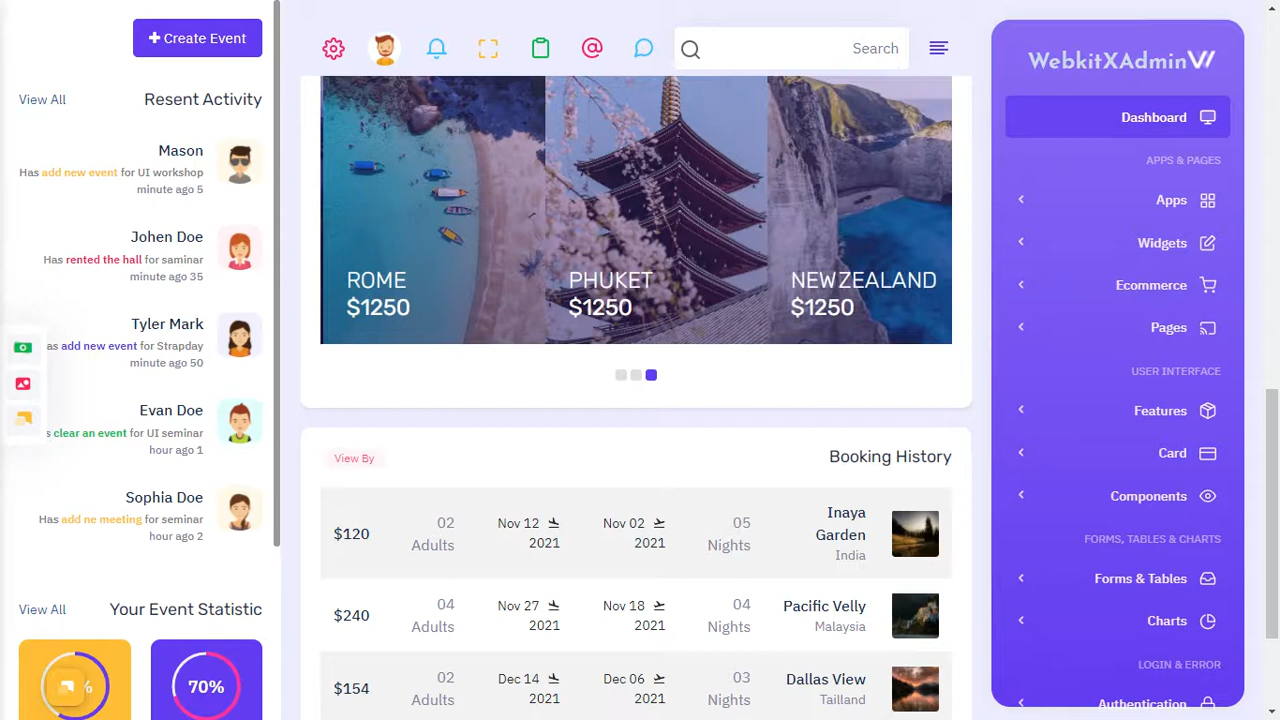 Create Event
View All
Resent Activity
Mason
Has add new event for UI workshop
minute ago 5
Johen Doe
Has rented the hall for saminar
minute ago 35
Tyler Mark
as add new event for Strapday
minute ago 50
Evan Doe
s clear an event for UI seminar
hour ago 1
Sophia Doe
Has add ne meeting for seminar
hour ago 2
View All
Your Event Statistic
%
70%
Search
ROME
$1250
PHUKET
$1250
NEWZEALAND
$1250
View By
Booking History
$120
02
Adults
Nov 12
2021
Nov 02
2021
05
Nights
Inaya
Garden
India
$240
04
Adults
Nov 27
2021
Nov 18
2021
04
Nights
Pacific Velly
Malaysia
$154
02
Adults
Dec 14
2021
Dec 06
2021
03
Nights
Dallas View
Tailland
WebkitXAdmin
Dashboard
APPS & PAGES
Apps
Widgets
Ecommerce
Pages
USER INTERFACE
Features
Card
Components
FORMS, TABLES & CHARTS
Forms & Tables
Charts
LOGIN & ERROR
Authentication